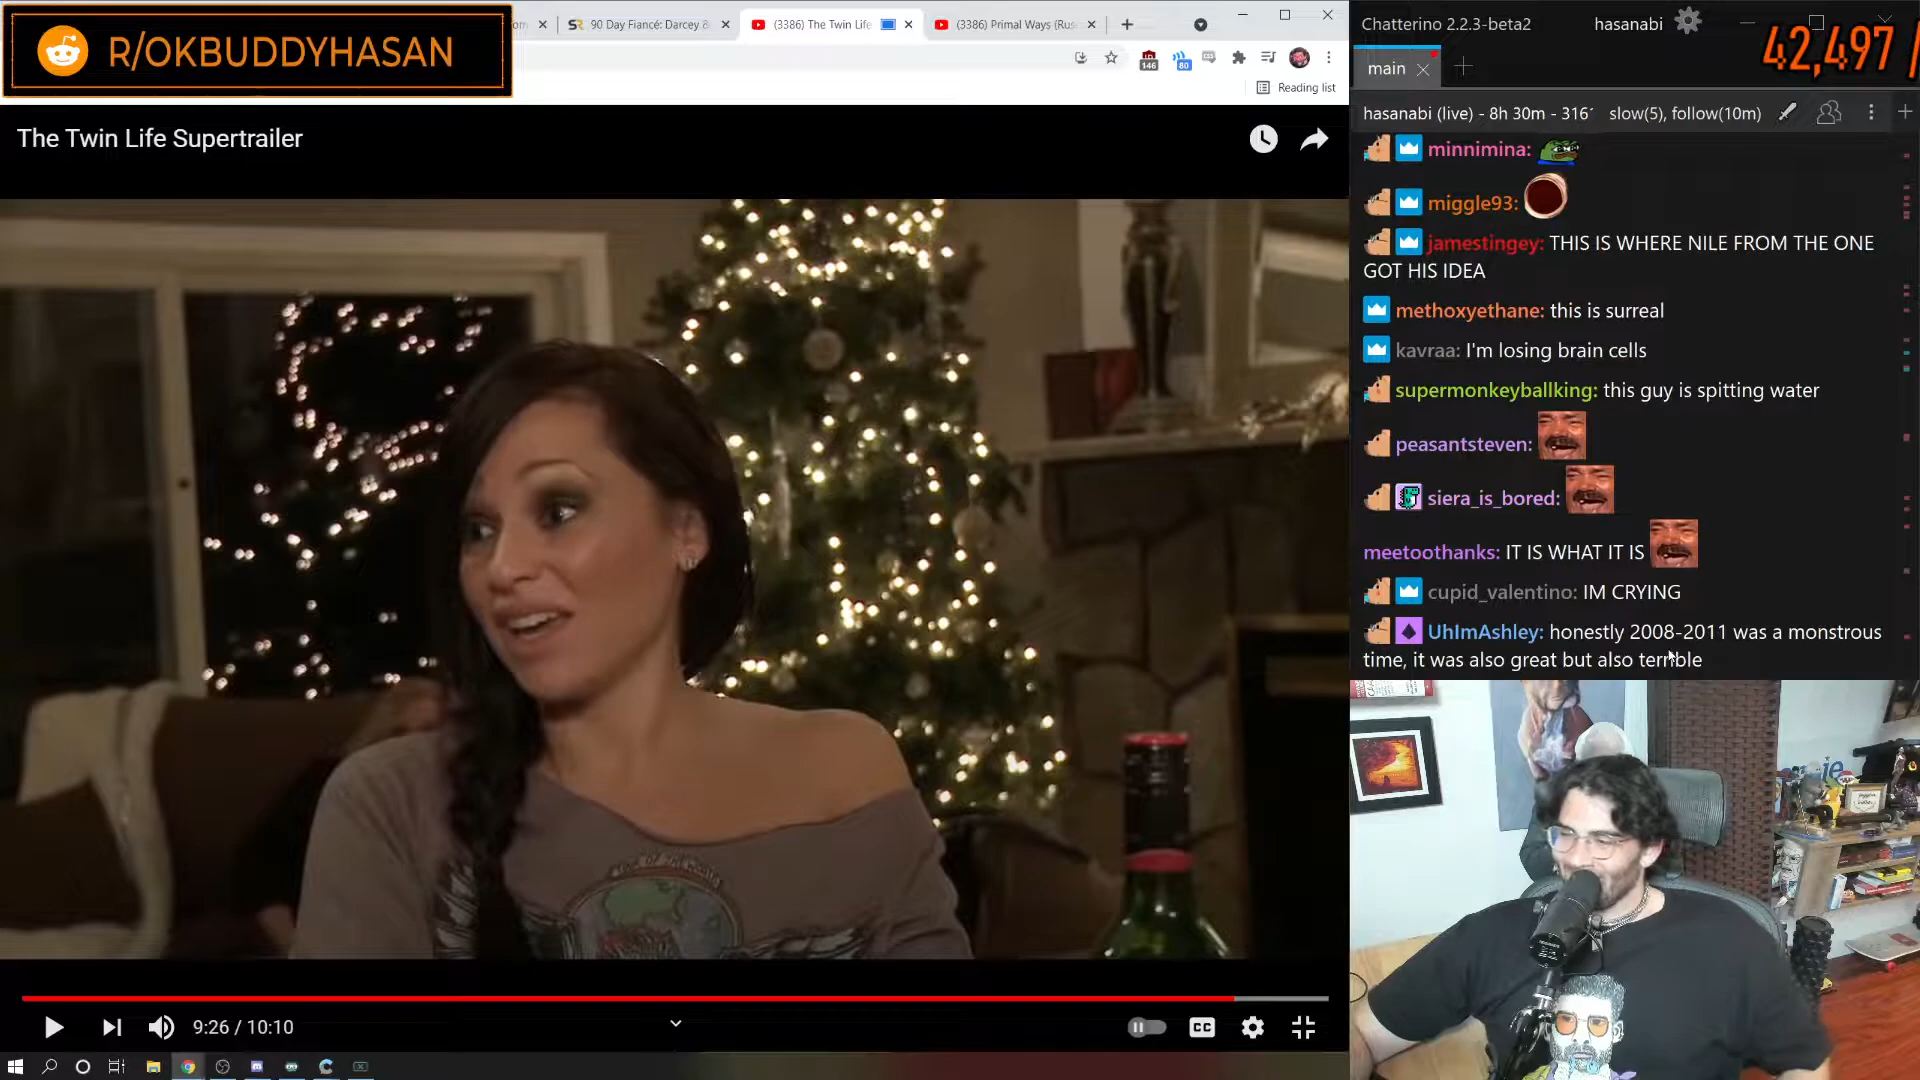 R/OKBUDDYHASAN
90 Day Fiancé: Darcey &
(3386) The Twin Life
(3386) Primal Ways (Rus
146
80
Reading list
The Twin Life Supertrailer
9:26 / 10:10
CC
Chatterino 2.2.3-beta2
hasanabi
42,497 /
main
hasanabi (live) - 8h 30m - 316
slow(5), follow(10m)
minnimina:
miggle93:
jamestingey: THIS IS WHERE NILE FROM THE ONE
GOT HIS IDEA
methoxyethane: this is surreal
kavraa: I'm losing brain cells
supermonkeyballking: this guy is spitting water
peasantsteven:
siera_is_bored:
meetoothanks: IT IS WHAT IT IS
cupid_valentino: IM CRYING
UhImAshley: honestly 2008-2011 was a monstrous
time, it was also great but also terrible